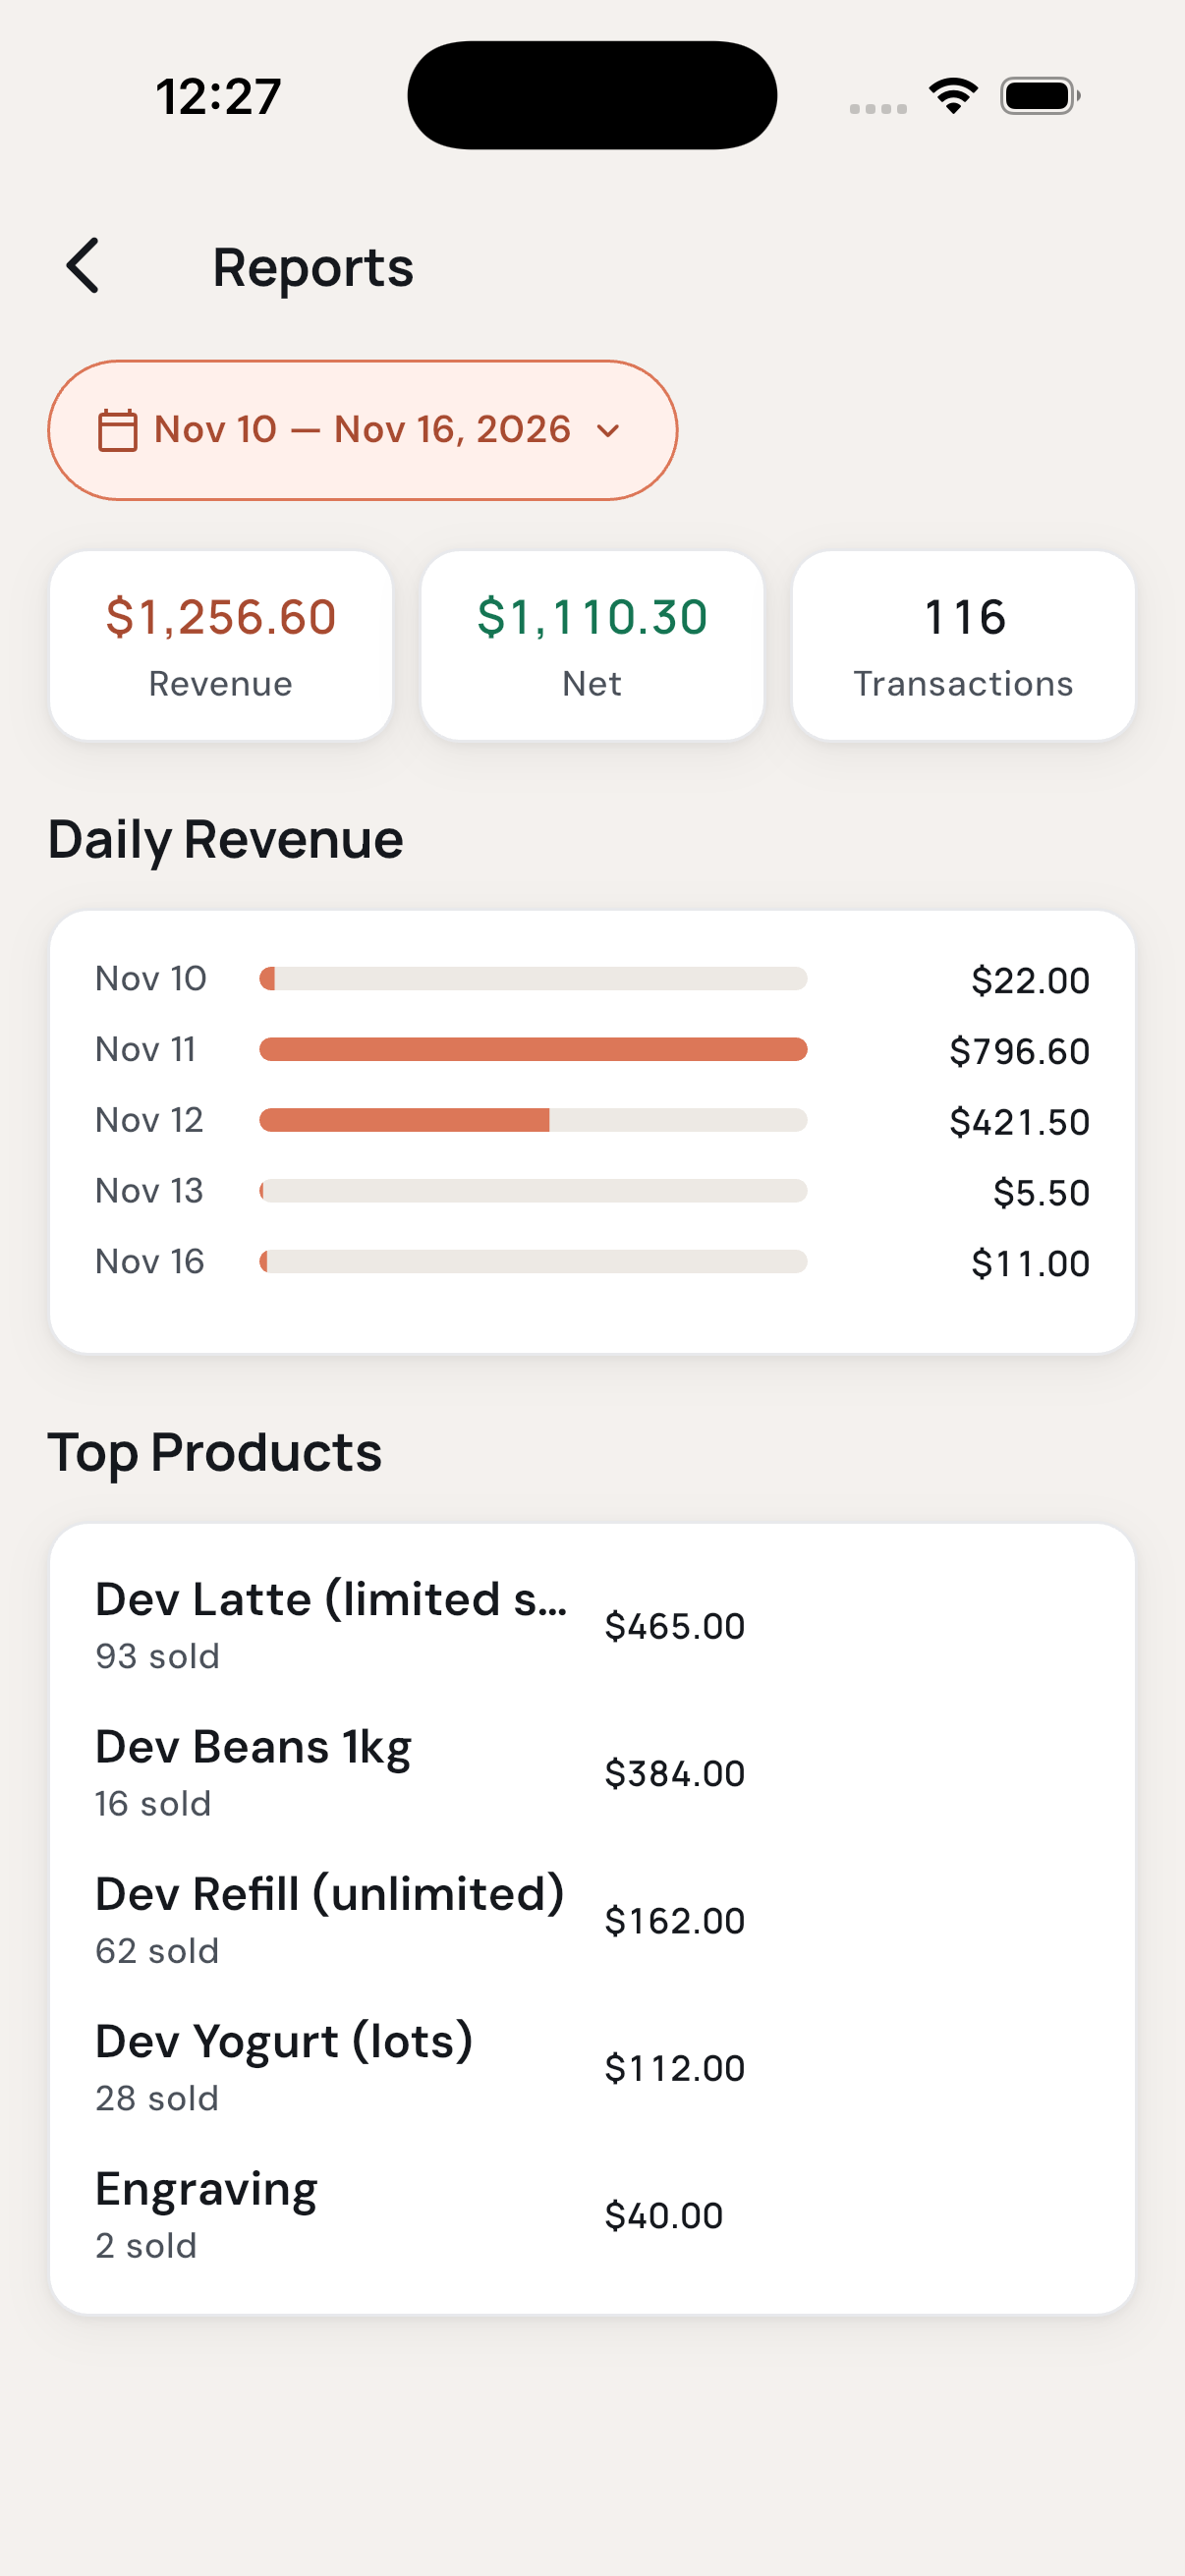 12:27
Reports
Nov 10 — Nov 16, 2026
$1,256.60
Revenue
$1,110.30
Net
116
Transactions
Daily Revenue
Nov 10 $22.00
Nov 11 $796.60
Nov 12 $421.50
Nov 13 $5.50
Nov 16 $11.00
Top Products
Dev Latte (limited s...
93 sold
$465.00
Dev Beans 1kg
16 sold
$384.00
Dev Refill (unlimited)
62 sold
$162.00
Dev Yogurt (lots)
28 sold
$112.00
Engraving
2 sold
$40.00